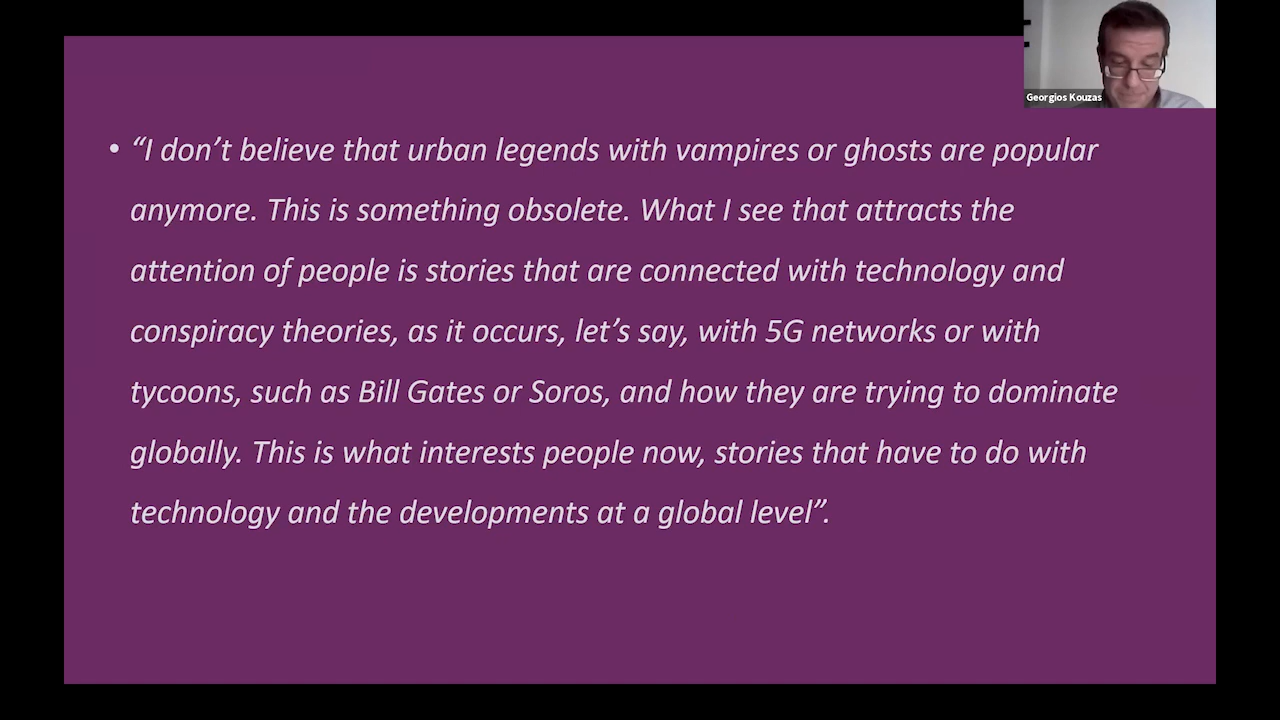 Georgios Kouzas
• “I don’t believe that urban legends with vampires or ghosts are popular
anymore. This is something obsolete. What I see that attracts the
attention of people is stories that are connected with technology and
conspiracy theories, as it occurs, let’s say, with 5G networks or with
tycoons, such as Bill Gates or Soros, and how they are trying to dominate
globally. This is what interests people now, stories that have to do with
technology and the developments at a global level”.